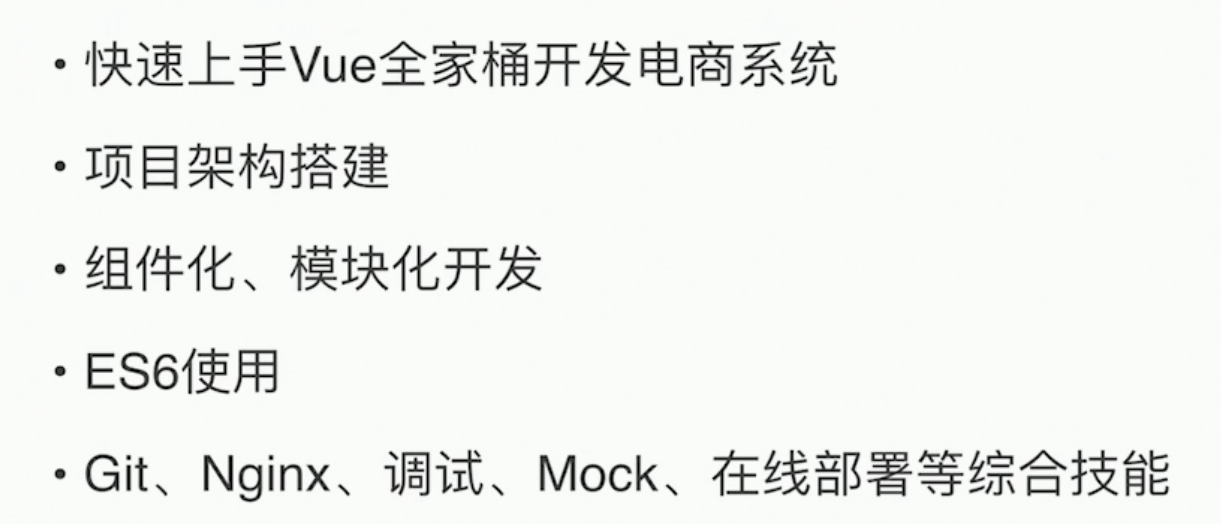 • 快速上手Vue全家桶开发电商系统
• 项目架构搭建
• 组件化、模块化开发
• ES6使用
• Git、Nginx、调试、Mock、在线部署等综合技能